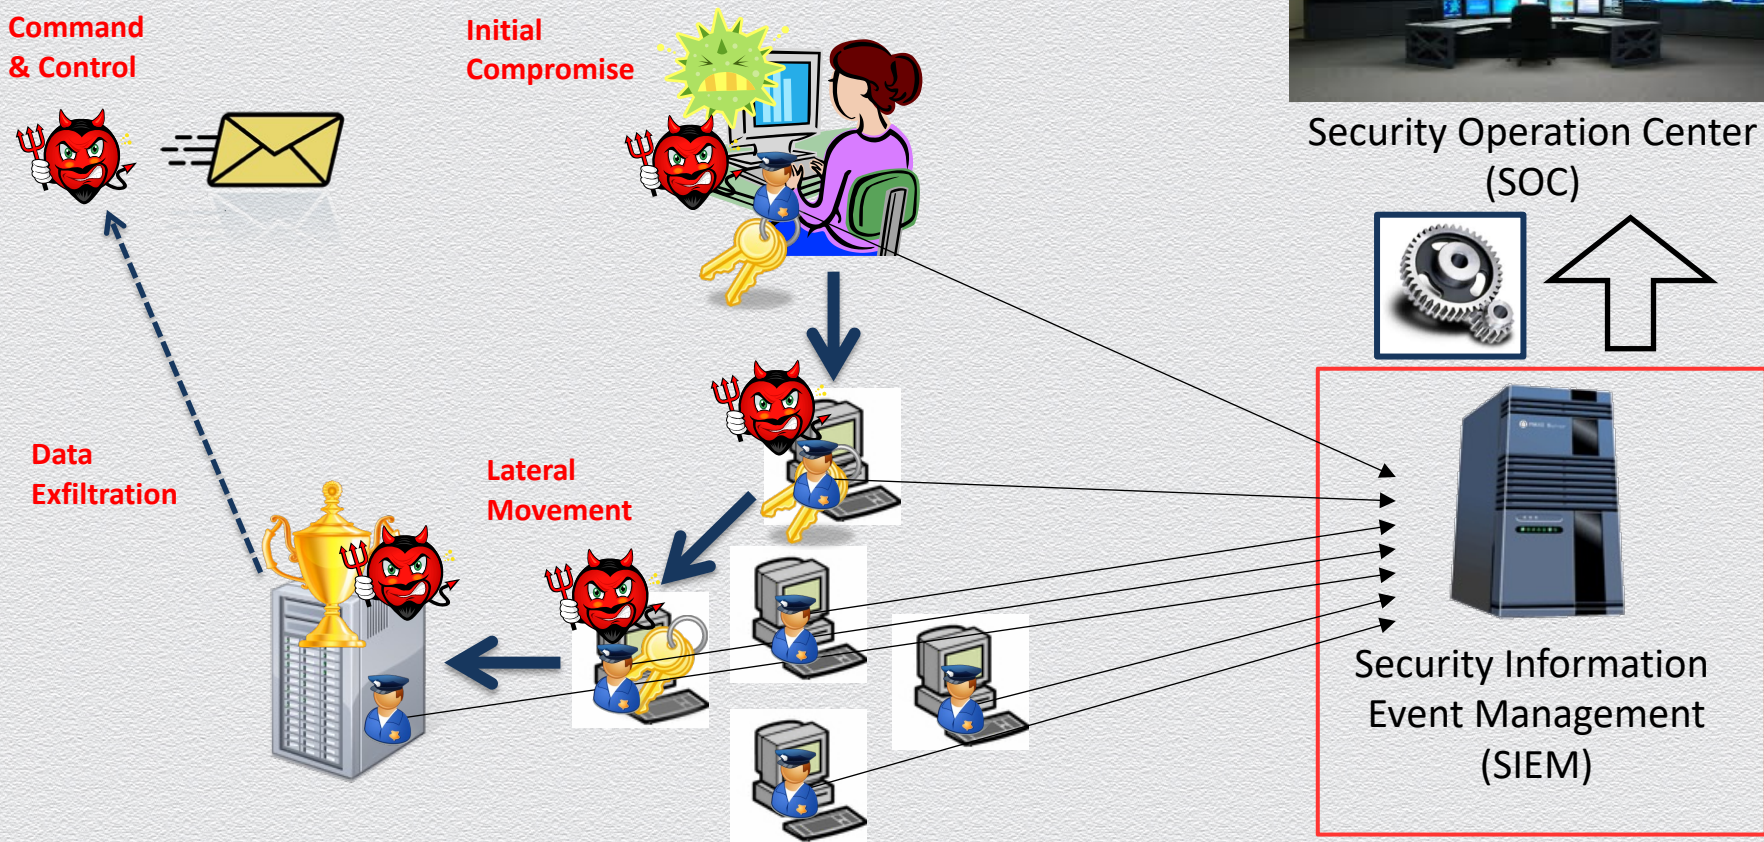 Command
& Control
Initial
Compromise
Security Operation Center
(SOC)
Data
Exfiltration
Lateral
Movement
Security Information
Event Management
(SIEM)